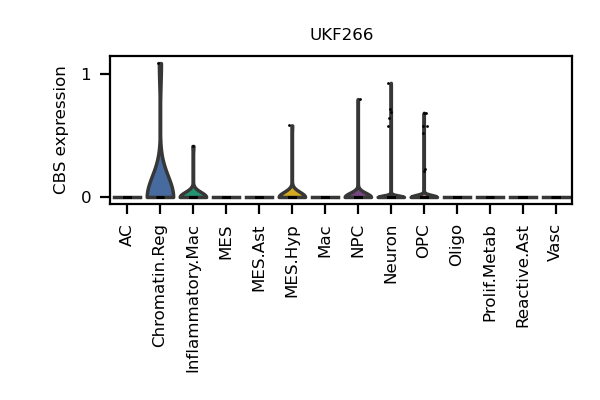 UKF266
CBS expression
1
0
AC
Chromatin.Reg
Inflammatory.Mac
MES
MES.Ast
MES.Hyp
Mac
NPC
Neuron
OPC
Oligo
Prolif.Metab
Reactive.Ast
Vasc